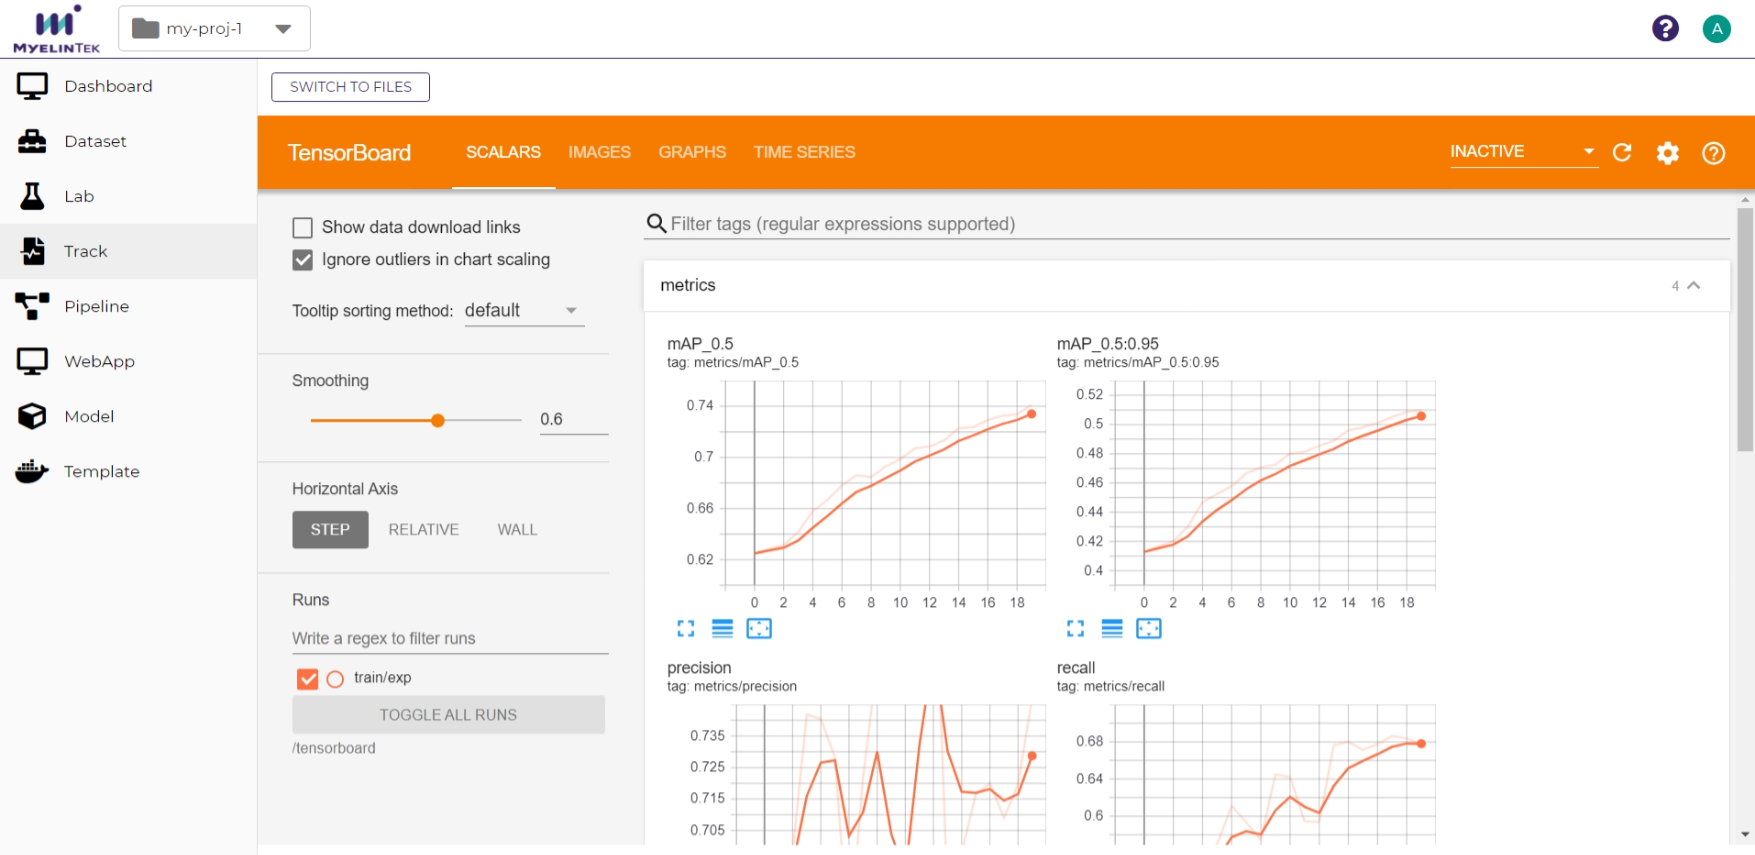 MYELINTEK
my-proj-1
?
A
Dashboard
Dataset
Lab
Track
Pipeline
WebApp
Model
Template
SWITCH TO FILES
TensorBoard
SCALARS
IMAGES
GRAPHS
TIME SERIES
INACTIVE
Show data download links
Ignore outliers in chart scaling
Tooltip sorting method: default
Smoothing
0.6
Horizontal Axis
STEP
RELATIVE
WALL
Runs
Write a regex to filter runs
train/exp
TOGGLE ALL RUNS
/tensorboard
Filter tags (regular expressions supported)
metrics
4
mAP_0.5
tag: metrics/mAP_0.5
0.74
0.7
0.66
0.62
0 2 4 6 8 10 12 14 16 18
mAP_0.5:0.95
tag: metrics/mAP_0.5:0.95
0.52
0.5
0.48
0.46
0.44
0.42
0.4
0 2 4 6 8 10 12 14 16 18
precision
tag: metrics/precision
0.735
0.725
0.715
0.705
recall
tag: metrics/recall
0.68
0.64
0.6